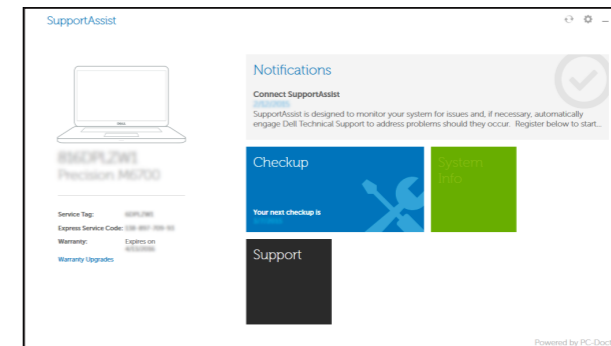 SupportAssist
Notifications
Connect SupportAssist
SupportAssist is designed to monitor your system for issues and, if necessary, automatically
engage Dell Technical Support to address problems should they occur. Register below to start...
Precision M6700
Service Tag:
Express Service Code:
Warranty: Expires on
Warranty Upgrades
Checkup
Your next checkup is
System
Info
Support
Powered by PC-Doct